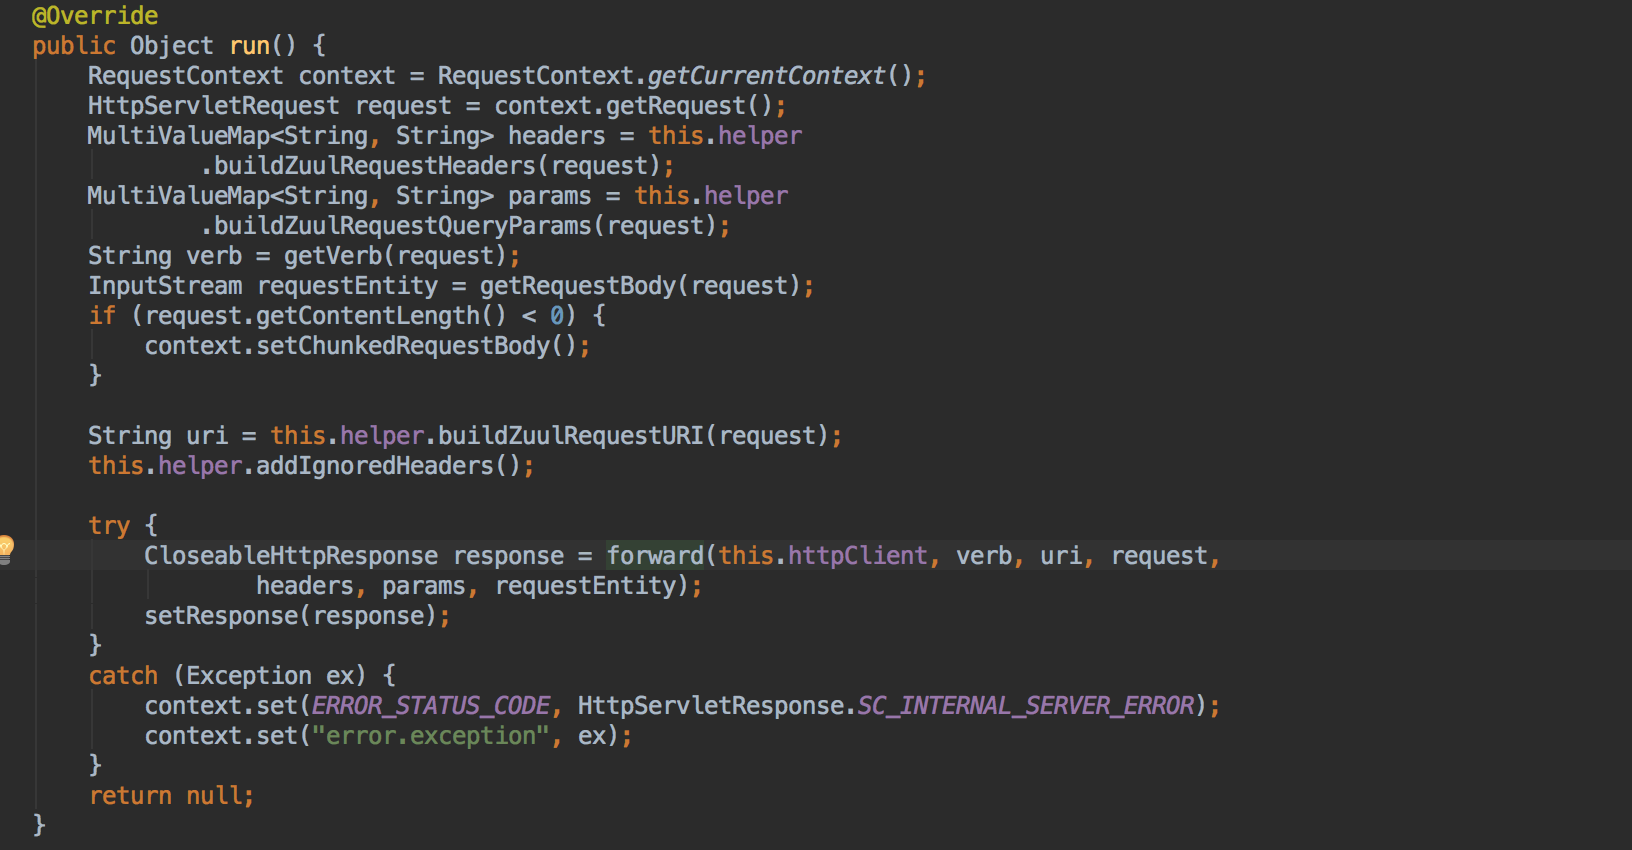 @Override
public Object run() {
    RequestContext context = RequestContext.getCurrentContext();
    HttpServletRequest request = context.getRequest();
    MultiValueMap<String, String> headers = this.helper
            .buildZuulRequestHeaders(request);
    MultiValueMap<String, String> params = this.helper
            .buildZuulRequestQueryParams(request);
    String verb = getVerb(request);
    InputStream requestEntity = getRequestBody(request);
    if (request.getContentLength() < 0) {
        context.setChunkedRequestBody();
    }

    String uri = this.helper.buildZuulRequestURI(request);
    this.helper.addIgnoredHeaders();

    try {
        CloseableHttpResponse response = forward(this.httpClient, verb, uri, request,
                headers, params, requestEntity);
        setResponse(response);
    }
    catch (Exception ex) {
        context.set(ERROR_STATUS_CODE, HttpServletResponse.SC_INTERNAL_SERVER_ERROR);
        context.set("error.exception", ex);
    }
    return null;
}